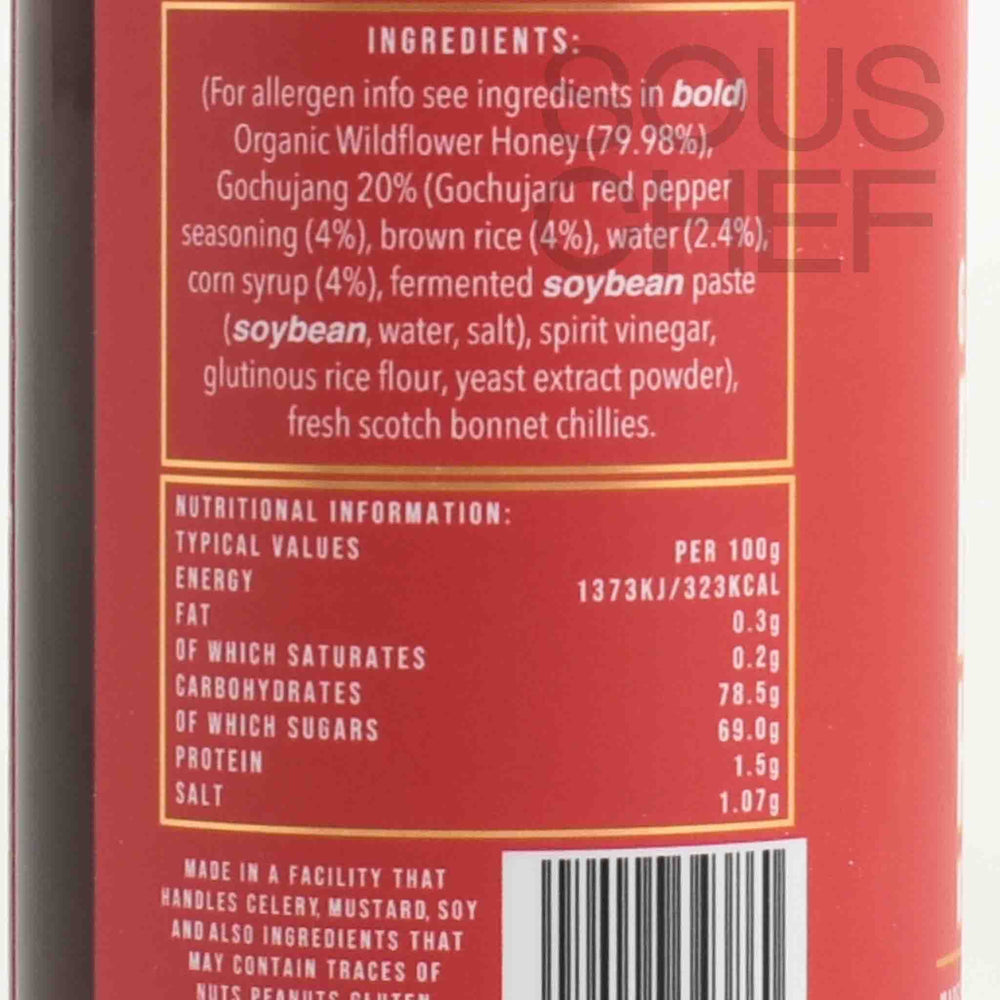 INGREDIENTS:
(For allergen info see ingredients in bold)
Organic Wildflower Honey (79.98%),
Gochujang 20% (Gochujaru red pepper
seasoning (4%), brown rice (4%), water (2.4%),
corn syrup (4%), fermented soybean paste
(soybean, water, salt), spirit vinegar,
glutinous rice flour, yeast extract powder),
fresh scotch bonnet chillies.
SOUS
CHEF
NUTRITIONAL INFORMATION:
TYPICAL VALUES PER 100g
ENERGY 1373KJ/323KCAL
FAT 0.3g
OF WHICH SATURATES 0.2g
CARBOHYDRATES 78.5g
OF WHICH SUGARS 69.0g
PROTEIN 1.5g
SALT 1.07g
MADE IN A FACILITY THAT
HANDLES CELERY, MUSTARD, SOY
AND ALSO INGREDIENTS THAT
MAY CONTAIN TRACES OF
NUTS PEANUTS GLUTEN